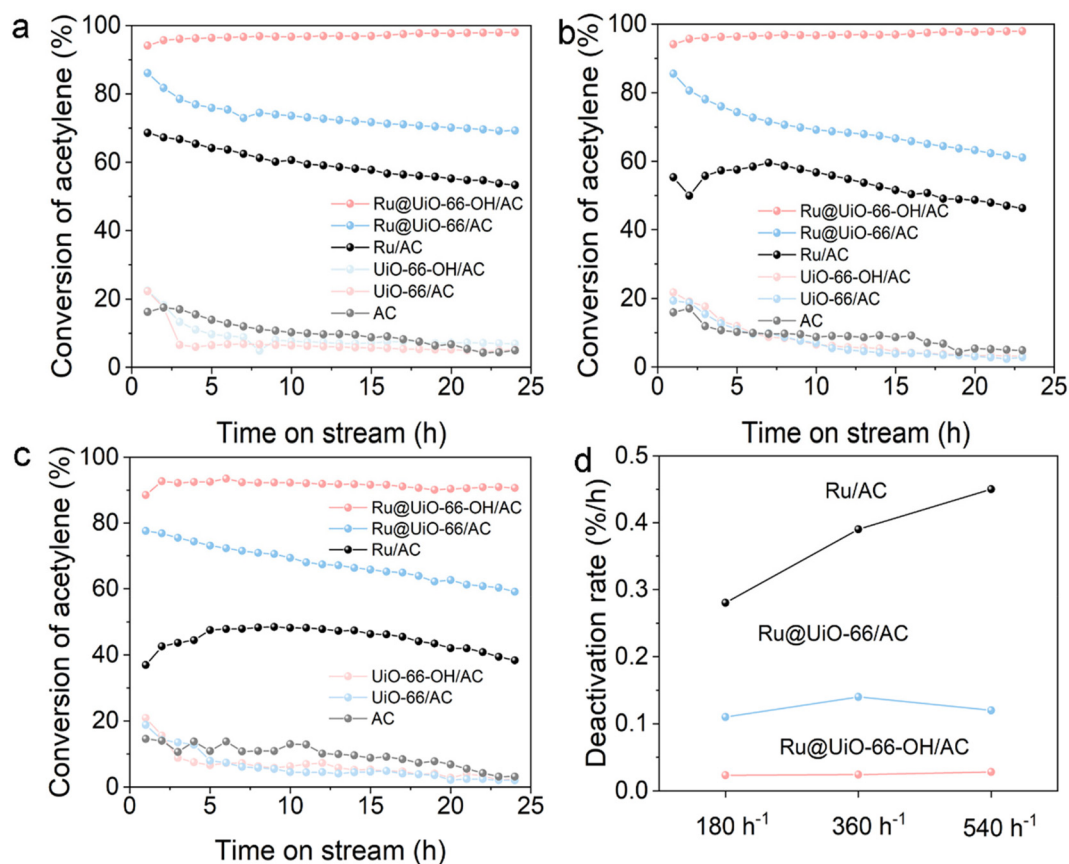 a
Conversion of acetylene (%)
100
80
60
40
20
0
Ru@UiO-66-OH/AC
Ru@UiO-66/AC
Ru/AC
UiO-66-OH/AC
UiO-66/AC
AC
0 5 10 15 20 25
Time on stream (h)
b
Conversion of acetylene (%)
100
80
60
40
20
0
Ru@UiO-66-OH/AC
Ru@UiO-66/AC
Ru/AC
UiO-66-OH/AC
UiO-66/AC
AC
0 5 10 15 20 25
Time on stream (h)
c
Conversion of acetylene (%)
100
80
60
40
20
0
Ru@UiO-66-OH/AC
Ru@UiO-66/AC
Ru/AC
UiO-66-OH/AC
UiO-66/AC
AC
0 5 10 15 20 25
Time on stream (h)
d
Deactivation rate (%/h)
0.5
0.4
0.3
0.2
0.1
0.0
Ru/AC
Ru@UiO-66/AC
Ru@UiO-66-OH/AC
180 h⁻¹ 360 h⁻¹ 540 h⁻¹